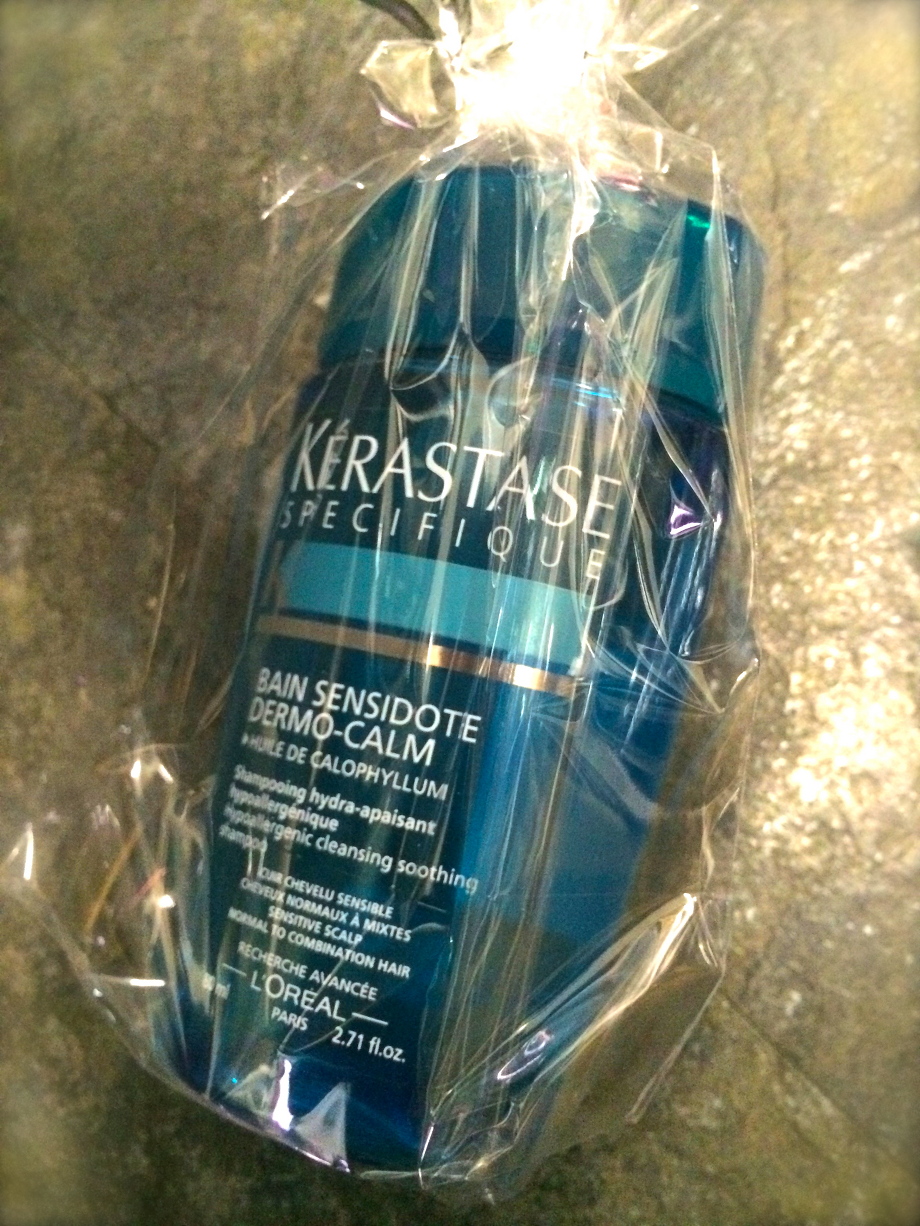 KÉRASTASE
SPECIFIQUE
BAIN SENSIDOTE
DERMO-CALM
HUILE DE CALOPHYLLUM
Shampooing hydra-apaisant
hypoallergénique
hypoallergenic cleansing soothing
shampoo
CUIR CHEVELU SENSIBLE
CHEVEUX NORMAUX À MIXTES
SENSITIVE SCALP
NORMAL TO COMBINATION HAIR
RECHERCHE AVANCÉE
L'ORÉAL
PARIS
ml 2.71 fl.oz.